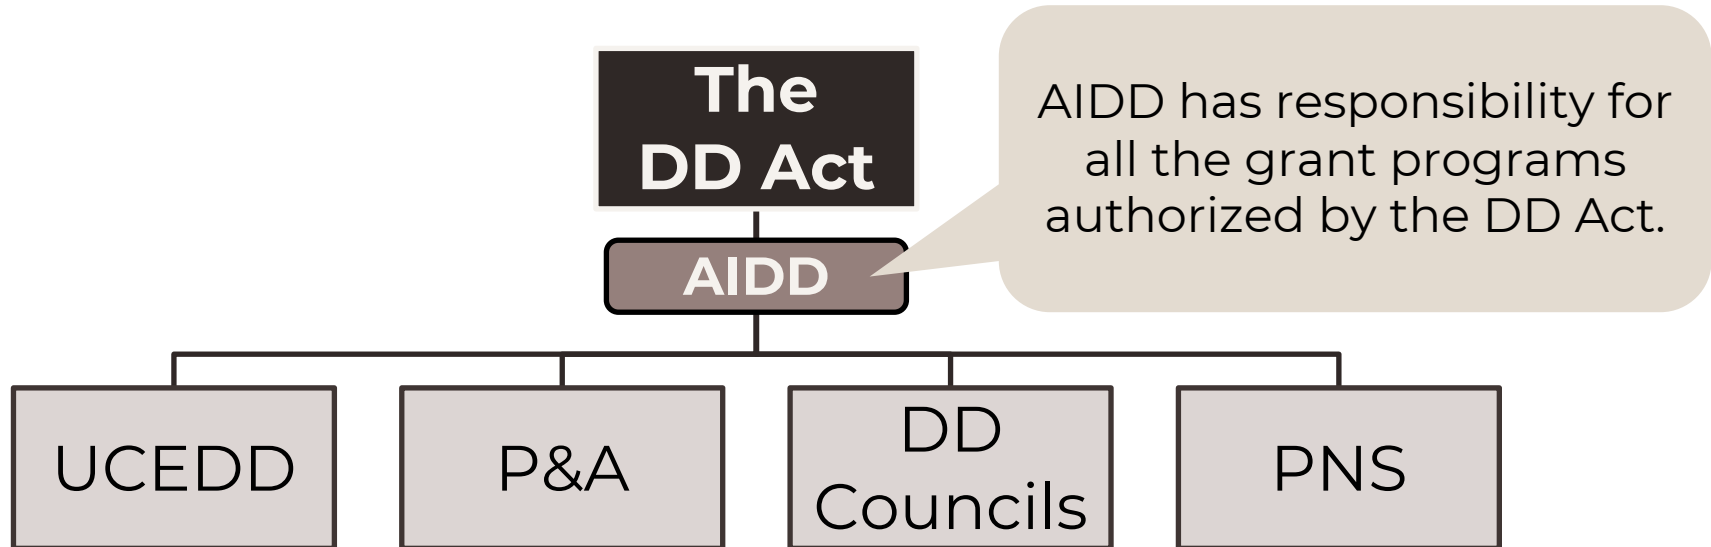 The
DD Act
AIDD has responsibility for
all the grant programs
authorized by the DD Act.
AIDD
UCEDD
P&A
DD
Councils
PNS